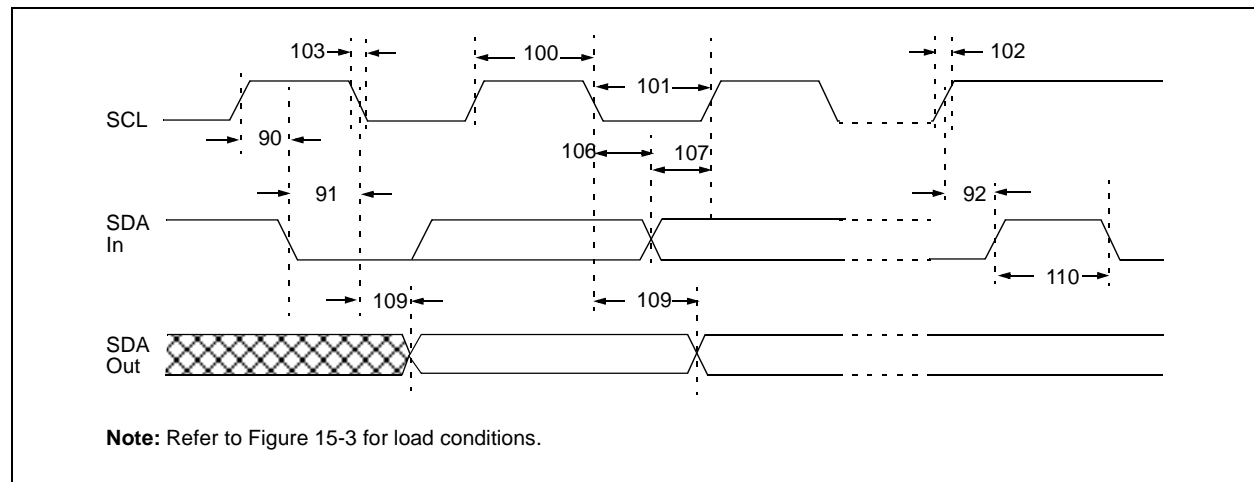 103
100
102
101
SCL
90
106
107
91
92
SDA
In
110
109
109
SDA
Out
Note: Refer to Figure 15-3 for load conditions.